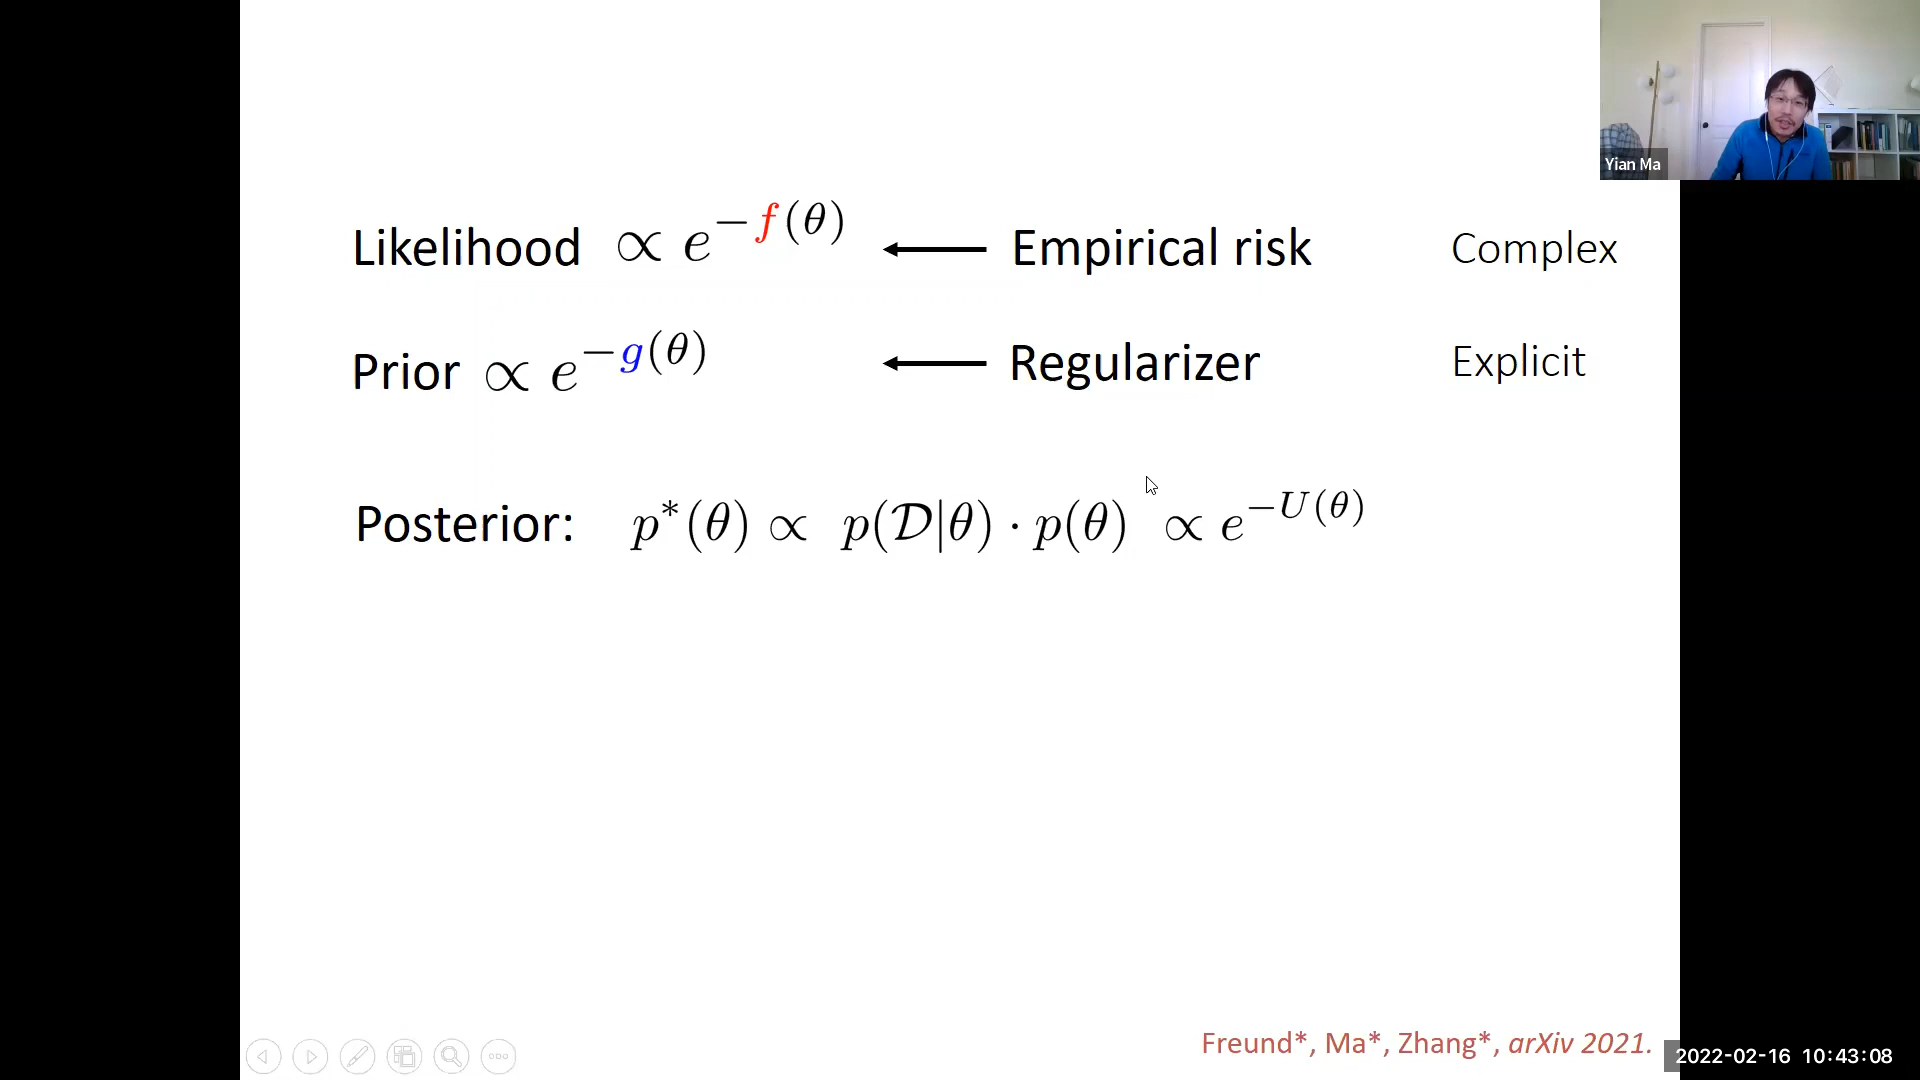 Yian Ma
Likelihood ∝ e^{-f(θ)} ← Empirical risk Complex
Prior ∝ e^{-g(θ)} ← Regularizer Explicit
Posterior: p*(θ) ∝ p(𝒟|θ) · p(θ) ∝ e^{-U(θ)}
Freund*, Ma*, Zhang*, arXiv 2021.
2022-02-16 10:43:08